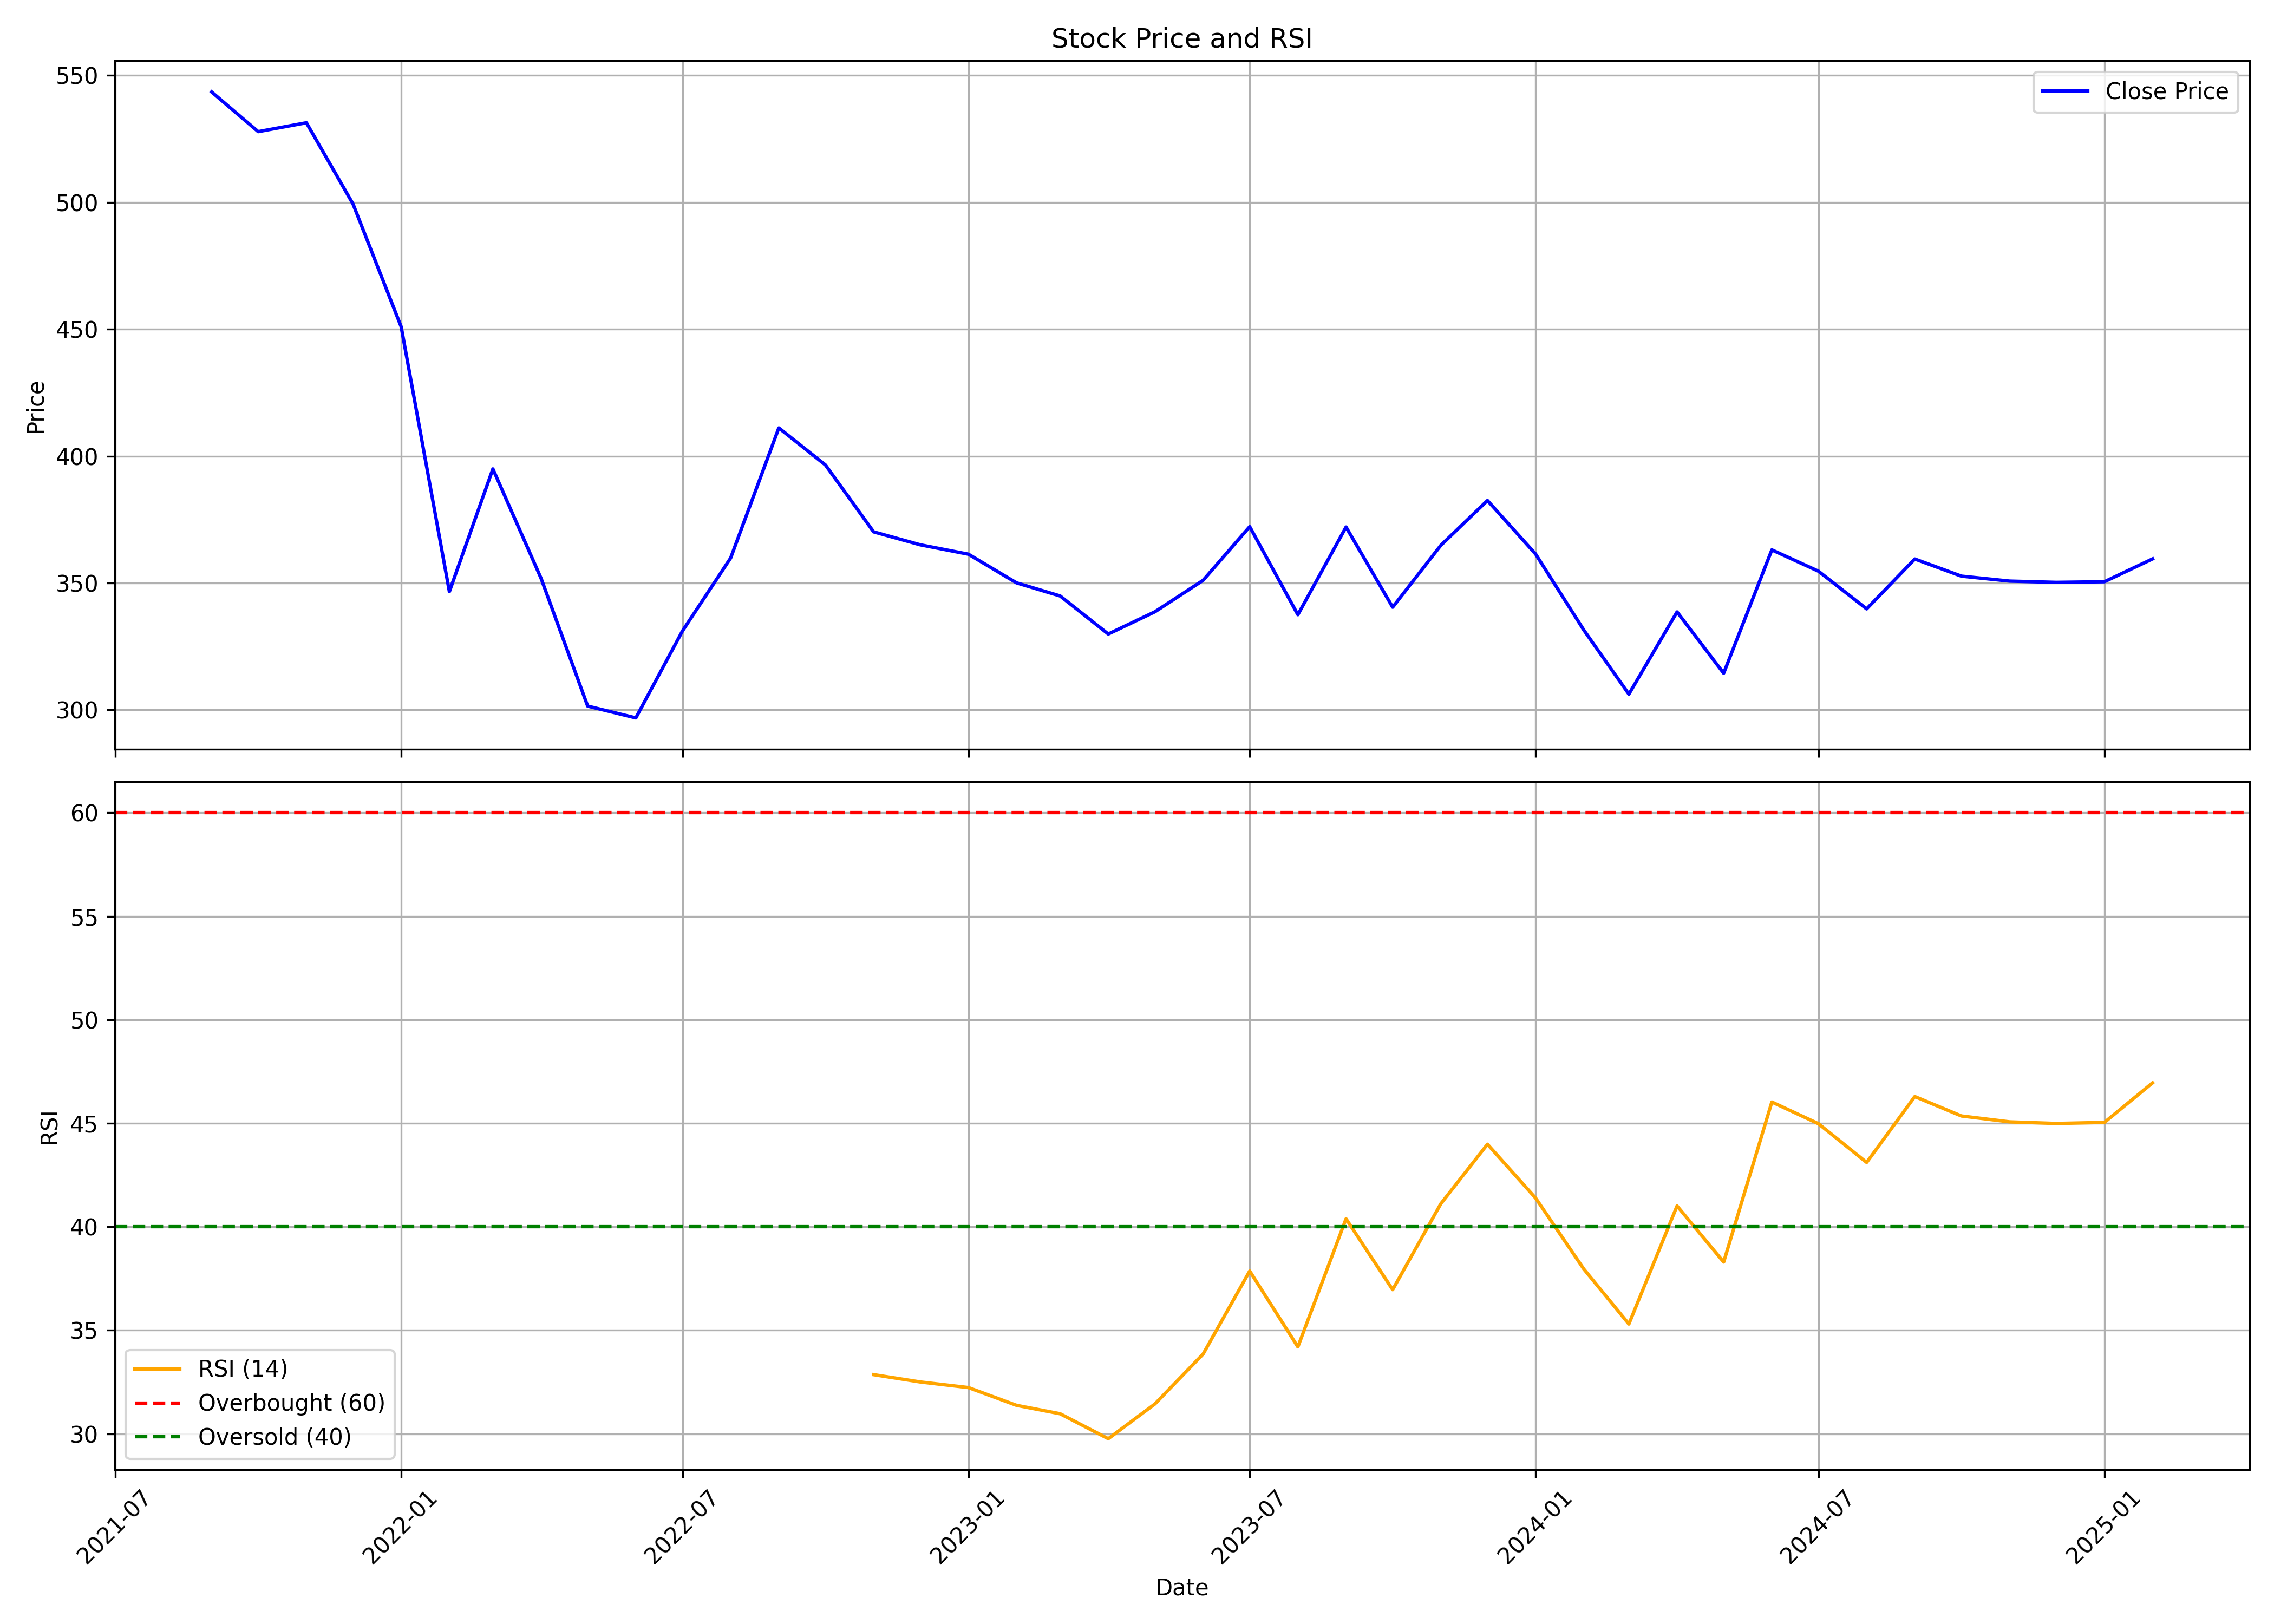 Stock Price and RSI
550
500
450
400
350
300
Price
Close Price
60
55
50
45
40
35
30
RSI
RSI (14)
Overbought (60)
Oversold (40)
2021-07
2022-01
2022-07
2023-01
2023-07
2024-01
2024-07
2025-01
Date